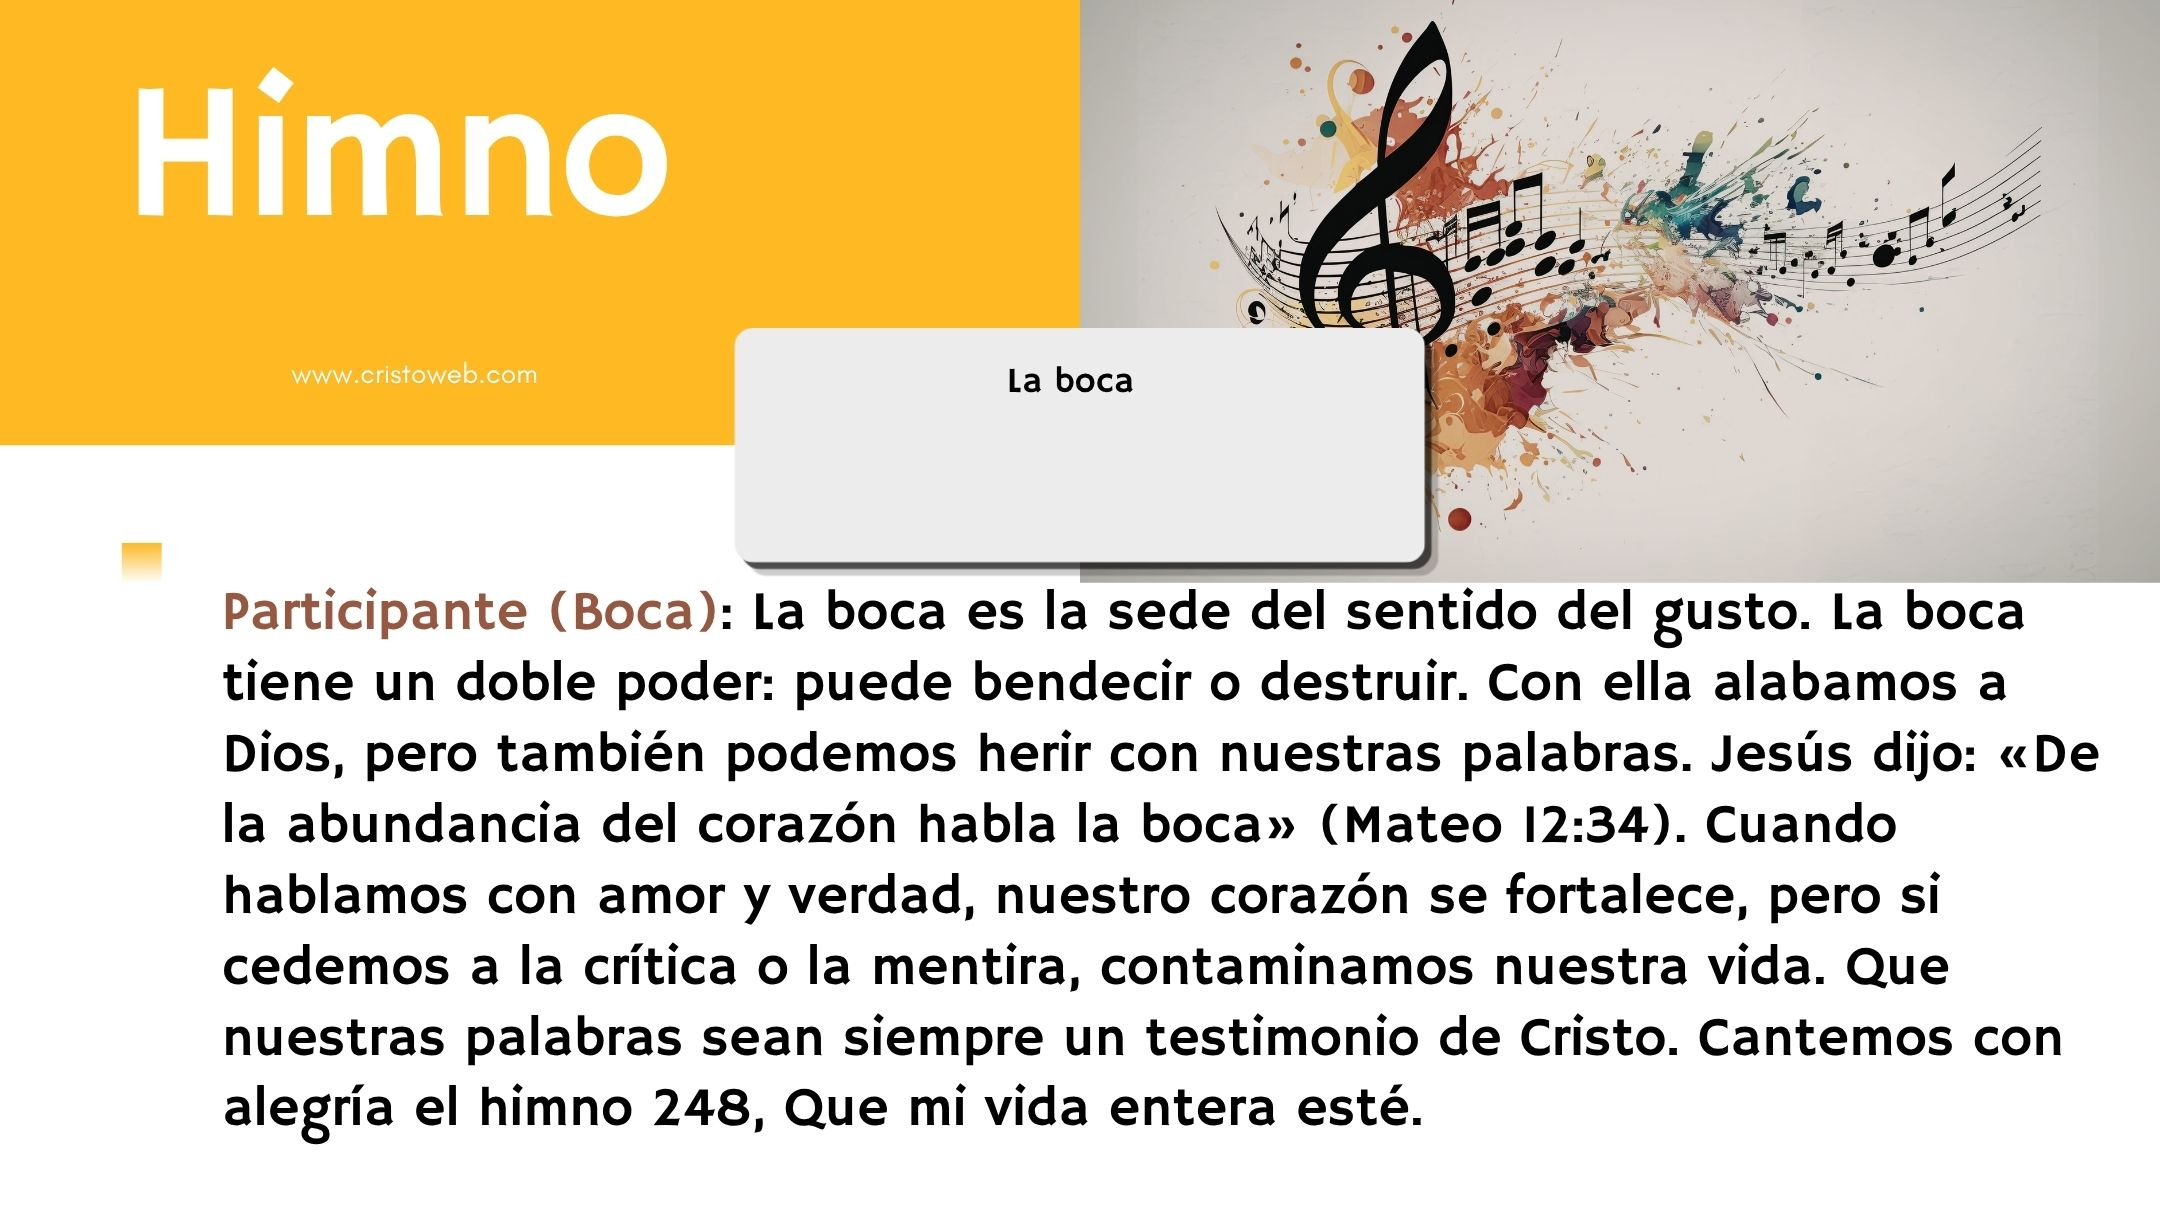 Himno
www.cristoweb.com
La boca
Participante (Boca): La boca es la sede del sentido del gusto. La boca
tiene un doble poder: puede bendecir o destruir. Con ella alabamos a
Dios, pero también podemos herir con nuestras palabras. Jesús dijo: «De
la abundancia del corazón habla la boca» (Mateo 12:34). Cuando
hablamos con amor y verdad, nuestro corazón se fortalece, pero si
cedemos a la crítica o la mentira, contaminamos nuestra vida. Que
nuestras palabras sean siempre un testimonio de Cristo. Cantemos con
alegría el himno 248, Que mi vida entera esté.